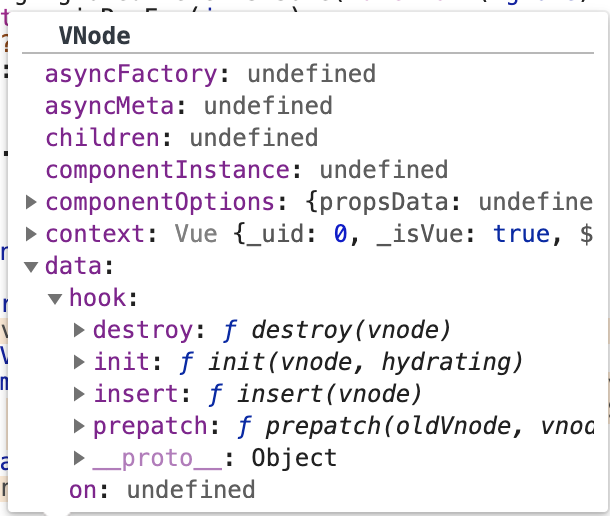 VNode
asyncFactory: undefined
asyncMeta: undefined
children: undefined
componentInstance: undefined
componentOptions: {propsData: undefine
context: Vue {_uid: 0, _isVue: true, $
data:
hook:
destroy: ƒ destroy(vnode)
init: ƒ init(vnode, hydrating)
insert: ƒ insert(vnode)
prepatch: ƒ prepatch(oldVnode, vnod
__proto__: Object
on: undefined